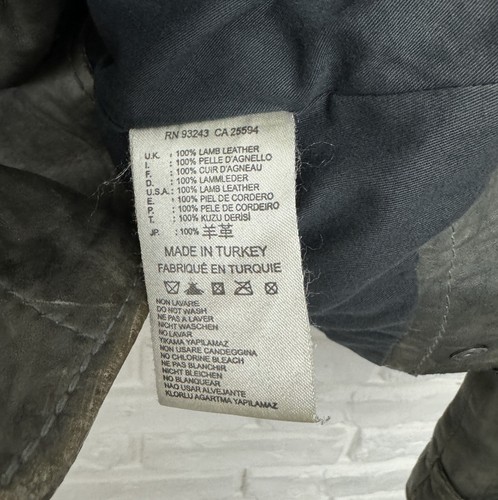 RN 93243 CA 25594
U.K. : 100% LAMB LEATHER
I. : 100% PELLE D'AGNELLO
F. : 100% CUIR D'AGNEAU
D. : 100% LAMMLEDER
U.S.A.: 100% LAMB LEATHER
E. : 100% PIEL DE CORDERO
P. : 100% PELE DE CORDEIRO
T. : 100% KUZU DERİSİ
JP. : 100% 羊革
MADE IN TURKEY
FABRIQUÉ EN TURQUIE
NON LAVARE
DO NOT WASH
NE PAS A LAVER
NICHT WASCHEN
NO LAVAR
YIKAMA YAPILAMAZ
NON USARE CANDEGGINA
NO CHLORINE BLEACH
NE PAS BLANCHIR
NICHT BLEICHEN
NO BLANQUEAR
NAO USAR ALVEJANTE
KLORLU AGARTMA YAPILAMAZ